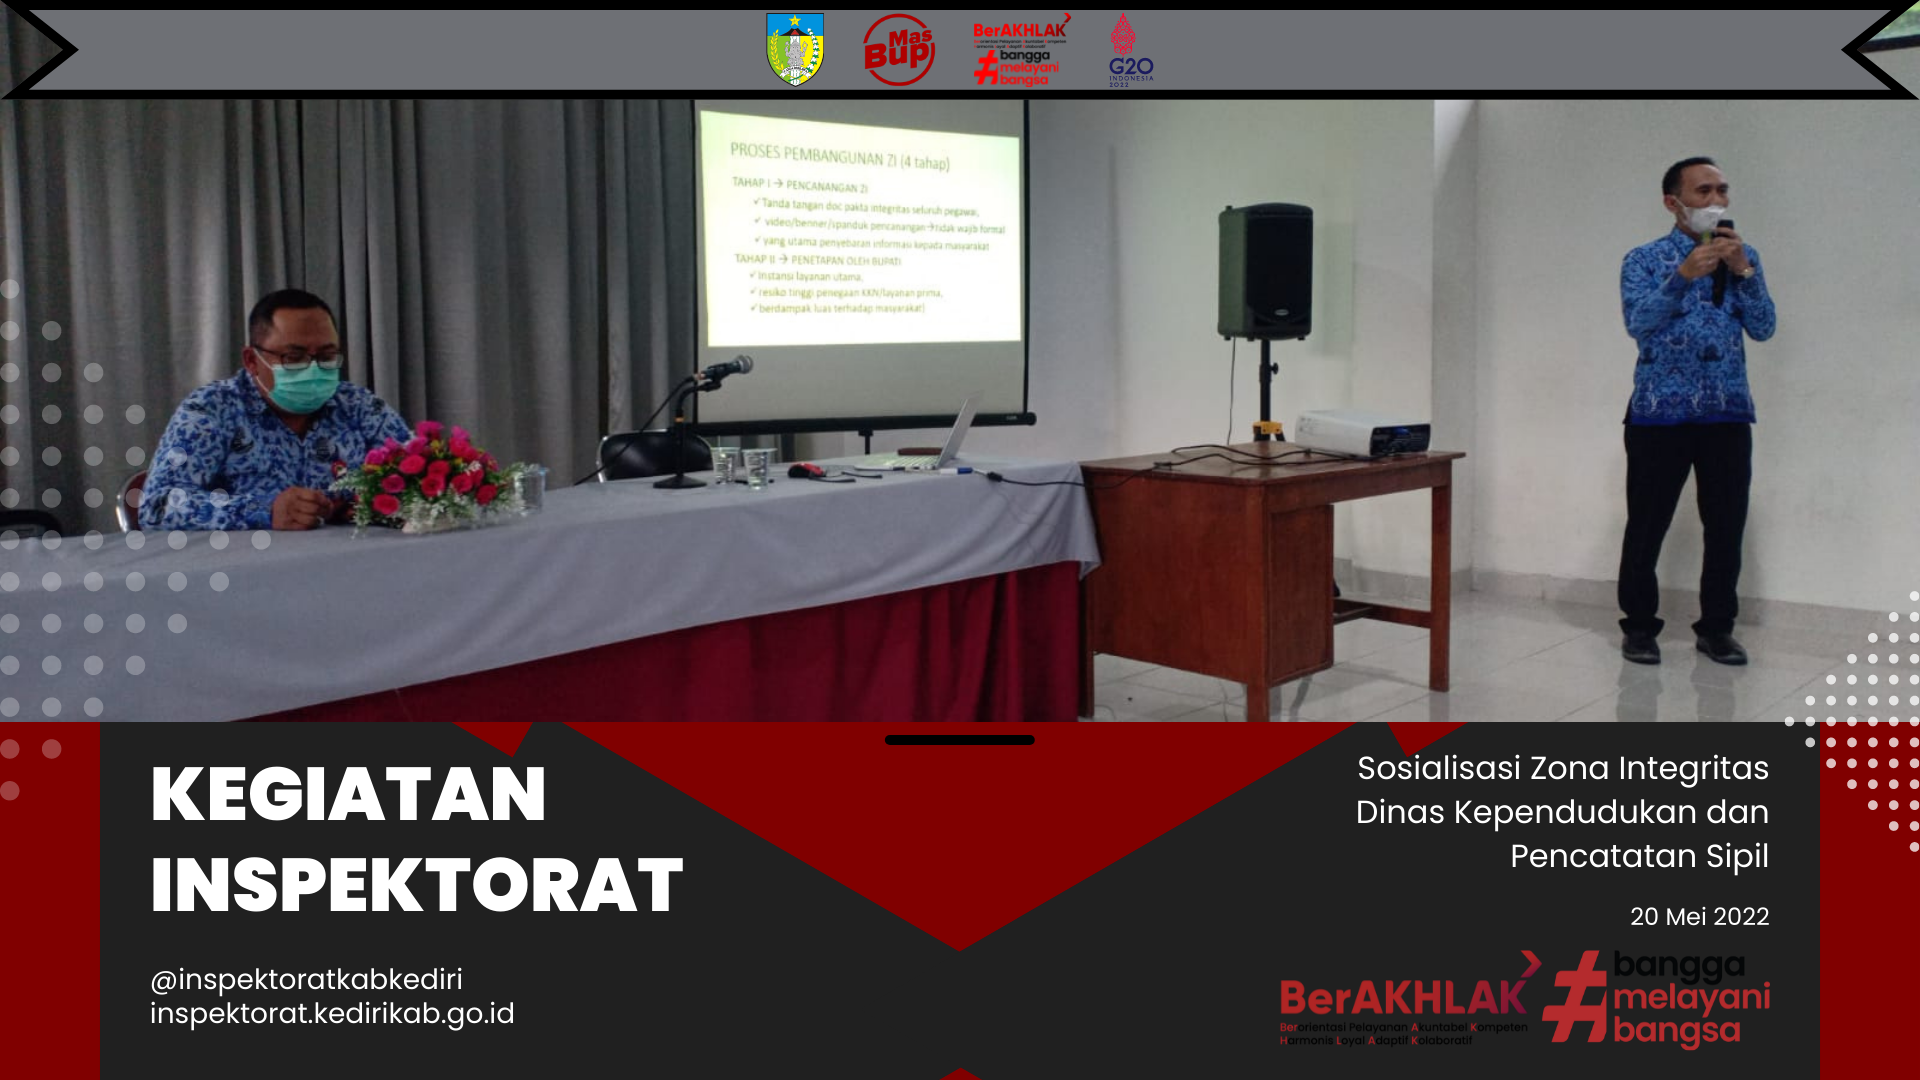 BerAKHLAK
#bangga
melayani
bangsa
Mas
Bup
G20
INDONESIA
2022
PROSES PEMBANGUNAN ZI (4 tahap)
TAHAP I → PENCANANGAN ZI
✓ Tanda tangan doc pakta integritas seluruh pegawai,
✓ video/benner/spanduk pencanangan→tidak wajib formal
✓ yang utama penyebaran informasi kepada masyarakat
TAHAP II → PENETAPAN OLEH BUPATI
✓ Instansi layanan utama,
✓ resiko tinggi penegaan KKN/layanan prima,
✓ berdampak luas terhadap masyarakat)
KEGIATAN
INSPEKTORAT
@inspektoratkabkediri
inspektorat.kedirikab.go.id
Sosialisasi Zona Integritas
Dinas Kependudukan dan
Pencatatan Sipil
20 Mei 2022
BerAKHLAK
Berorientasi Pelayanan Akuntabel Kompeten
Harmonis Loyal Adaptif Kolaboratif
#bangga
melayani
bangsa